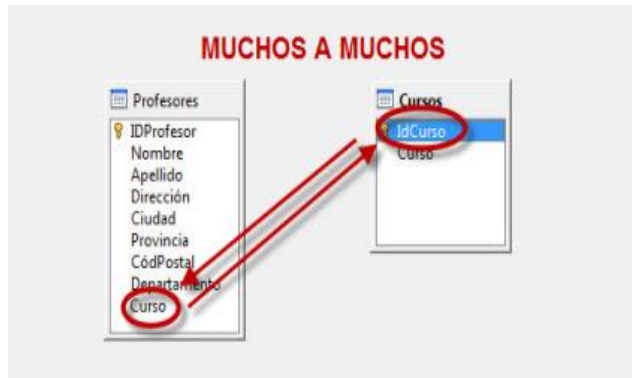 MUCHOS A MUCHOS
Profesores
IDProfesor
Nombre
Apellido
Dirección
Ciudad
Provincia
CódPostal
Departamento
Curso
Cursos
IdCurso
Curso